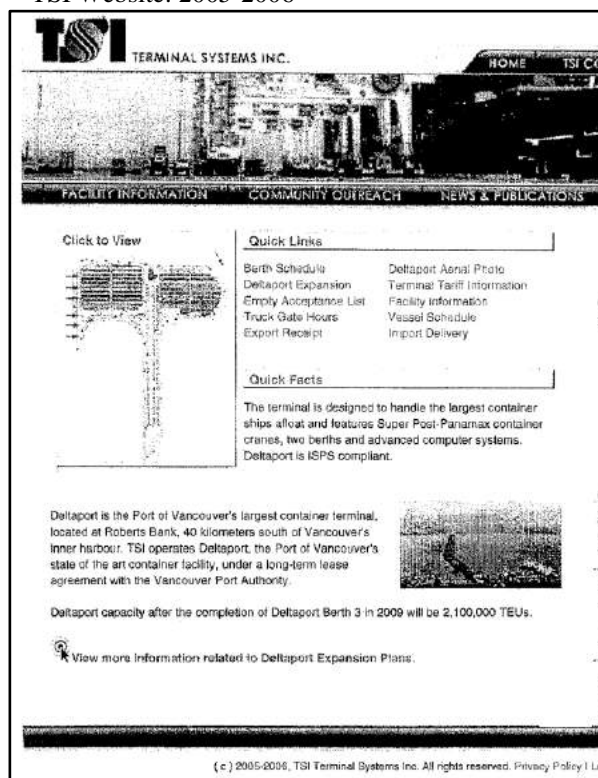 TSI Website: 2005-2006
TSI TERMINAL SYSTEMS INC.
HOME TSI CO
FACILITY INFORMATION COMMUNITY OUTREACH NEWS & PUBLICATIONS
Click to View
Quick Links
Berth Schedule Deltaport Aerial Photo
Deltaport Expansion Terminal Tariff Information
Empty Acceptance List Facility Information
Truck Gate Hours Vessel Schedule
Export Receipt Import Delivery
Quick Facts
The terminal is designed to handle the largest container
ships afloat and features Super Post-Panamax container
cranes, two berths and advanced computer systems.
Deltaport is ISPS compliant.
Deltaport is the Port of Vancouver's largest container terminal,
located at Roberts Bank, 40 kilometers south of Vancouver's
inner harbour. TSI operates Deltaport, the Port of Vancouver's
state of the art container facility, under a long-term lease
agreement with the Vancouver Port Authority.
Deltaport capacity after the completion of Deltaport Berth 3 in 2009 will be 2,100,000 TEUs.
View more information related to Deltaport Expansion Plans.
( c ) 2005-2006, TSI Terminal Systems Inc. All rights reserved. Privacy Policy | L